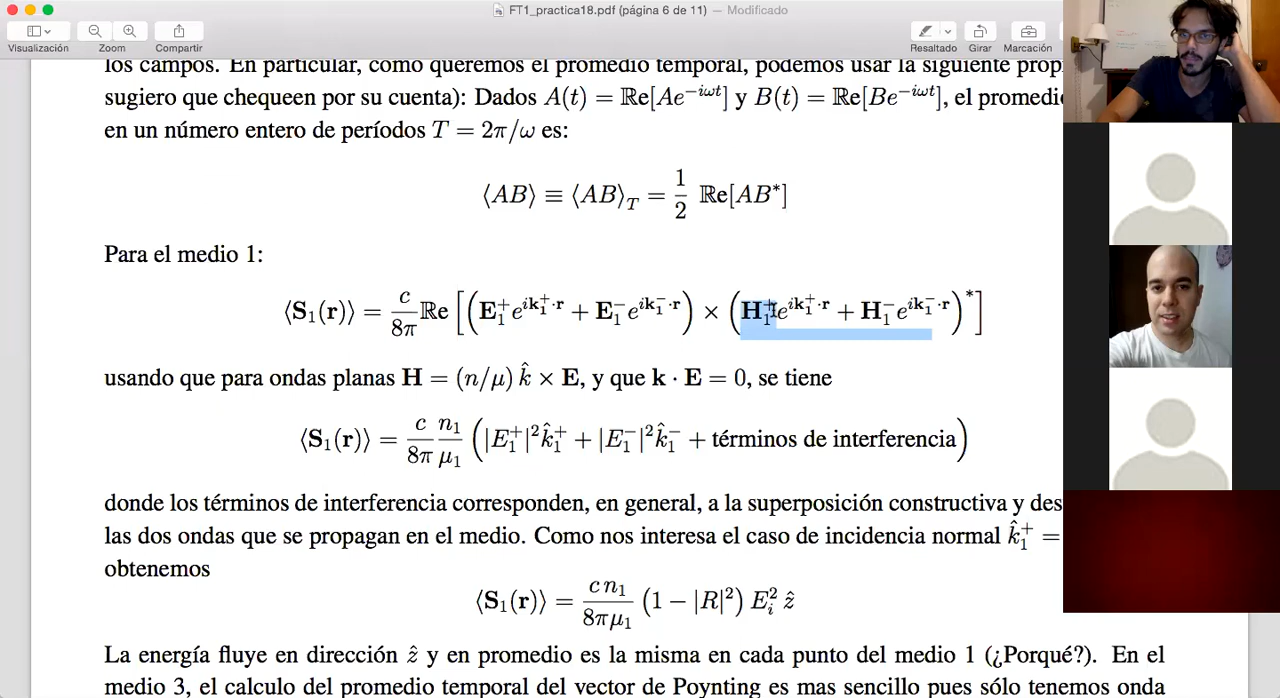 FT1_practica18.pdf (página 6 de 11) — Modificado
Visualización Zoom Compartir Resaltado Girar Marcación
los campos. En particular, como queremos el promedio temporal, podemos usar la siguiente
sugiero que chequeen por su cuenta): Dados A(t) = ℝe[Ae^{-iωt}] y B(t) = ℝe[Be^{-iωt}], el
en un número entero de períodos T = 2π/ω es:
⟨AB⟩ ≡ ⟨AB⟩_T = \frac{1}{2} ℝe[AB*]
Para el medio 1:
⟨S₁(r)⟩ = \frac{c}{8π} ℝe [(E₁⁺e^{ik₁⁺·r} + E₁⁻e^{ik₁⁻·r}) × (H₁⁺e^{ik₁⁺·r} + H₁⁻e^{ik₁⁻·r})^*]
usando que para ondas planas H = (n/μ) k̂ × E, y que k · E = 0, se tiene
⟨S₁(r)⟩ = \frac{c}{8π} \frac{n₁}{μ₁} (|E₁⁺|²k̂₁⁺ + |E₁⁻|²k̂₁⁻ + términos de interferencia)
donde los términos de interferencia corresponden, en general, a la superposición constructiva y
las dos ondas que se propagan en el medio. Como nos interesa el caso de incidencia normal k̂₁⁺ =
obtenemos
⟨S₁(r)⟩ = \frac{c n₁}{8πμ₁} (1 − |R|²) E_i² ẑ
La energía fluye en dirección ẑ y en promedio es la misma en cada punto del medio 1 (¿Porqué?). En el
medio 3, el calculo del promedio temporal del vector de Poynting es mas sencillo pues sólo tenemos onda